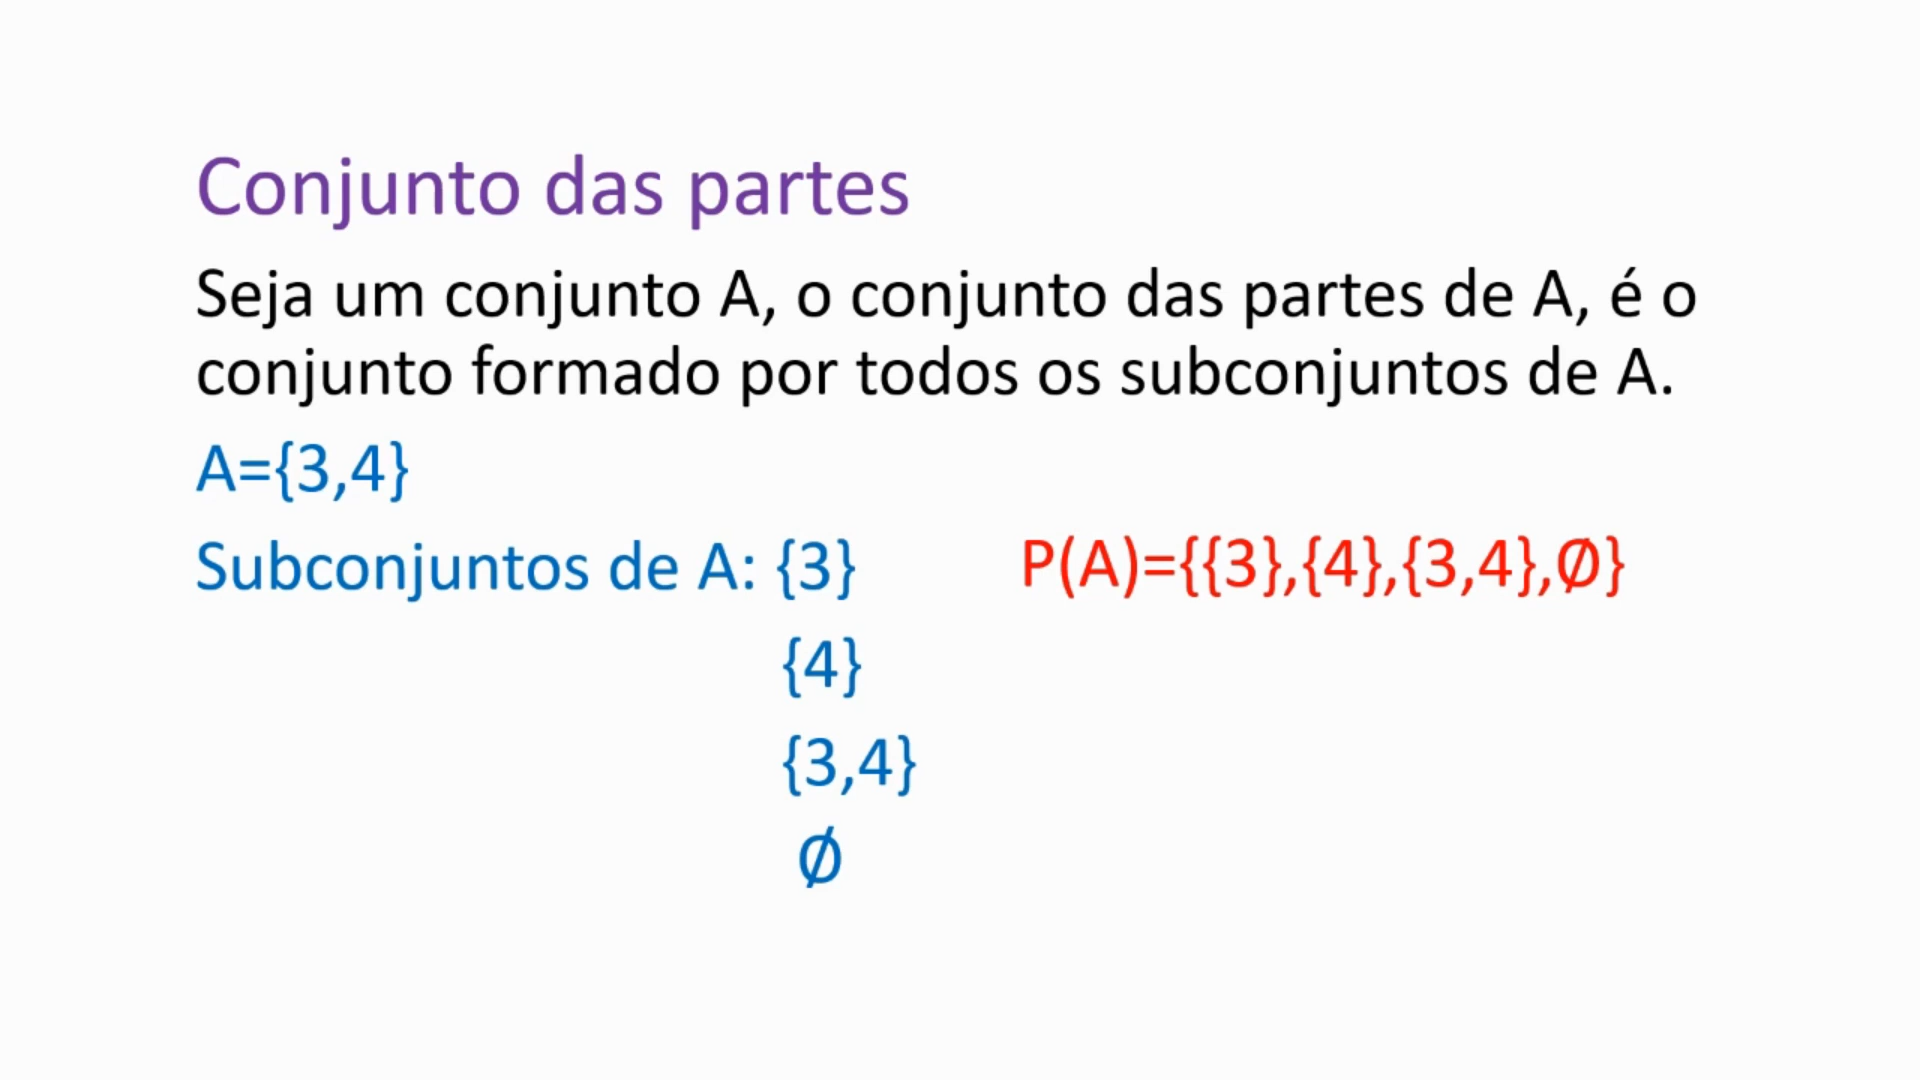 Conjunto das partes
Seja um conjunto A, o conjunto das partes de A, é o
conjunto formado por todos os subconjuntos de A.
A={3,4}
Subconjuntos de A: {3}
{4}
{3,4}
∅
P(A)={{3},{4},{3,4},∅}